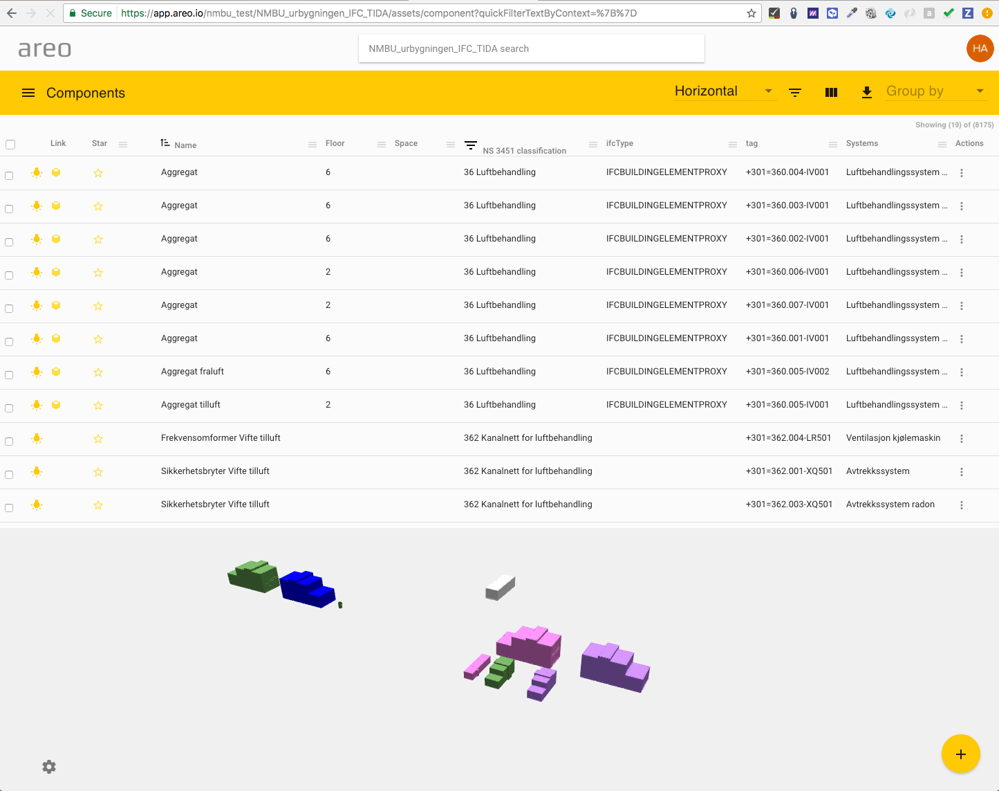 Secure https://app.areo.io/nmbu_test/NMBU_urbygningen_IFC_TIDA/assets/component?quickFilterTextByContext=%7B%7D
areo NMBU_urbygningen_IFC_TIDA search HA
Components Horizontal Group by
Showing (19) of (8175)
Link Star Name Floor Space NS 3451 classification ifcType tag Systems Actions
Aggregat 6 36 Luftbehandling IFCBUILDINGELEMENTPROXY +301=360.004-IV001 Luftbehandlingssystem ...
Aggregat 6 36 Luftbehandling IFCBUILDINGELEMENTPROXY +301=360.003-IV001 Luftbehandlingssystem ...
Aggregat 6 36 Luftbehandling IFCBUILDINGELEMENTPROXY +301=360.002-IV001 Luftbehandlingssystem ...
Aggregat 2 36 Luftbehandling IFCBUILDINGELEMENTPROXY +301=360.006-IV001 Luftbehandlingssystem ...
Aggregat 2 36 Luftbehandling IFCBUILDINGELEMENTPROXY +301=360.007-IV001 Luftbehandlingssystem ...
Aggregat 6 36 Luftbehandling IFCBUILDINGELEMENTPROXY +301=360.001-IV001 Luftbehandlingssystem ...
Aggregat fraluft 6 36 Luftbehandling IFCBUILDINGELEMENTPROXY +301=360.005-IV002 Luftbehandlingssystem ...
Aggregat tilluft 2 36 Luftbehandling IFCBUILDINGELEMENTPROXY +301=360.005-IV001 Luftbehandlingssystem ...
Frekvensomformer Vifte tilluft 362 Kanalnett for luftbehandling +301=362.004-LR501 Ventilasjon kjølemaskin
Sikkerhetsbryter Vifte tilluft 362 Kanalnett for luftbehandling +301=362.001-XQ501 Avtrekkssystem
Sikkerhetsbryter Vifte tilluft 362 Kanalnett for luftbehandling +301=362.003-XQ501 Avtrekkssystem radon